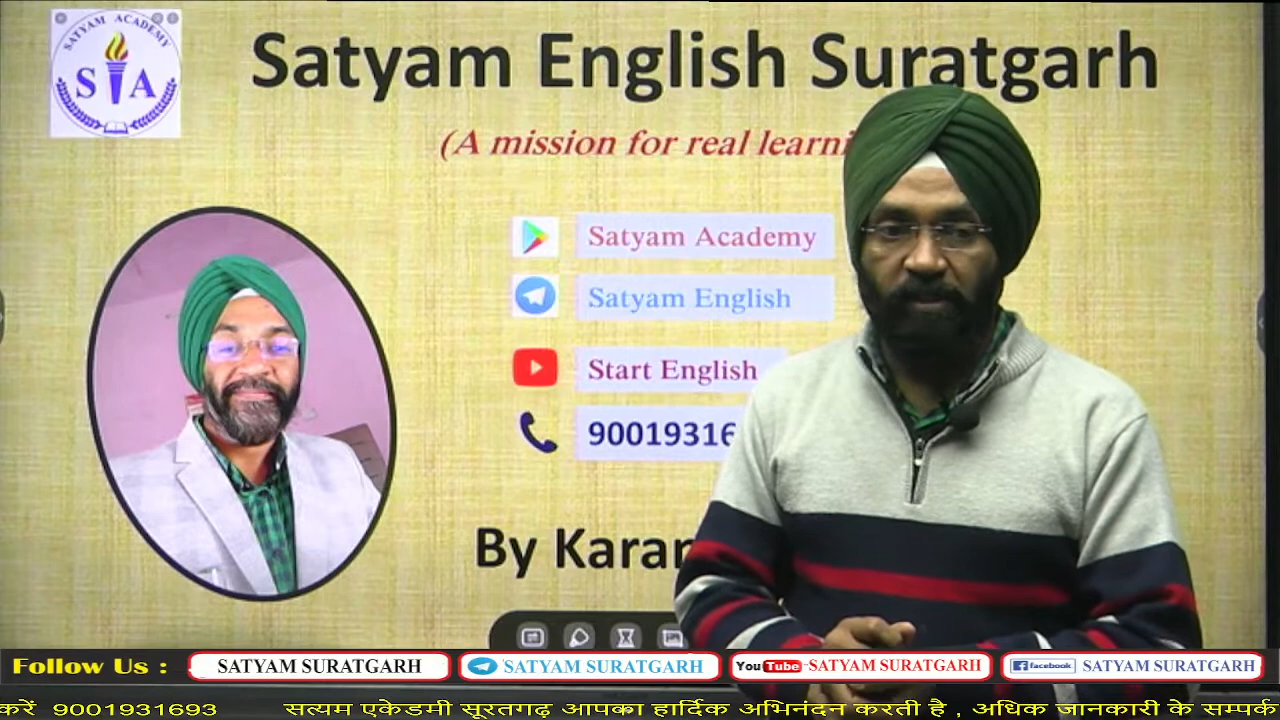 SATYAM ACADEMY
S A
Satyam English Suratgarh
(A mission for real learni
Satyam Academy
Satyam English
Start English
90019316
By Karan
Follow Us :
SATYAM SURATGARH
SATYAM SURATGARH
YouTube-SATYAM SURATGARH
facebook SATYAM SURATGARH
करें 9001931693 सत्यम एकेडमी सूरतगढ़ आपका हार्दिक अभिनंदन करती है , अधिक जानकारी के सम्पर्क